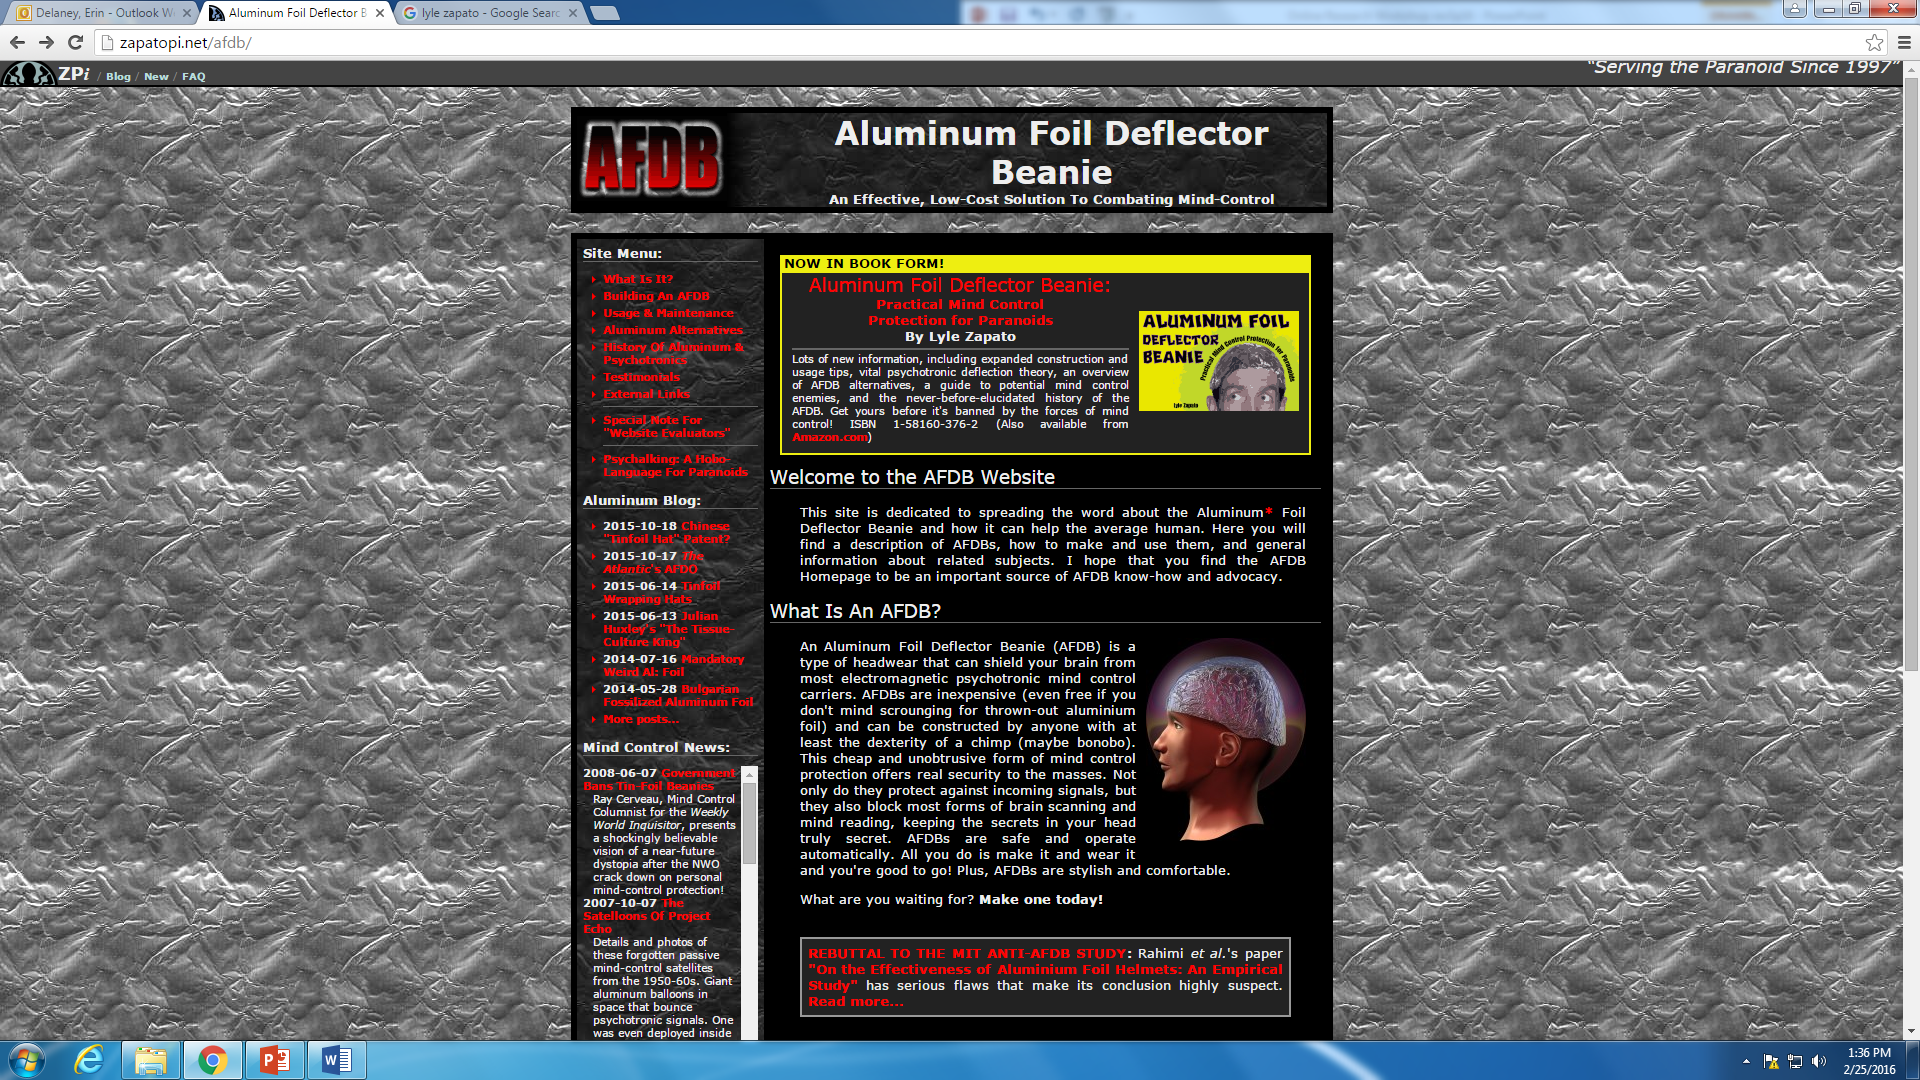 Delaney, Erin - Outlook W
Aluminum Foil Deflector B
lyle zapato - Google Searc
zapatopi.net/afdb/
ZPi / Blog / New / FAQ
"Serving the Paranoid Since 1997"
AFDB
Aluminum Foil Deflector
Beanie
An Effective, Low-Cost Solution To Combating Mind-Control
Site Menu:
What Is It?
Building An AFDB
Usage & Maintenance
Aluminum Alternatives
History Of Aluminum &
Psychotronics
Testimonials
External Links
Special Note For
"Website Evaluators"
Psychalking: A Hobo
Language For Paranoids
Aluminum Blog:
2015-10-18 Chinese
"Tinfoil Hat" Patent?
2015-10-17 The
Atlantic's AFDO
2015-06-14 Tinfoil
Wrapping Hats
2015-06-13 Julian
Huxley's "The Tissue-
Culture King"
2014-07-16 Mandatory
Weird Al: Foil
2014-05-28 Bulgarian
Fossilized Aluminum Foil
More posts...
Mind Control News:
2008-06-07 Government
Bans Tin-Foil Beanies
Ray Cerveau, Mind Control
Columnist for the Weekly
World Inquisitor, presents
a shockingly believable
vision of a near-future
dystopia after the NWO
crack down on personal
mind-control protection!
2007-10-07 The
Satelloons Of Project
Echo
Details and photos of
these forgotten passive
mind-control satellites
from the 1950-60s. Giant
aluminum balloons in
space that bounce
psychotronic signals. One
was even deployed inside
NOW IN BOOK FORM!
Aluminum Foil Deflector Beanie:
Practical Mind Control
Protection for Paranoids
By Lyle Zapato
Lots of new information, including expanded construction and
usage tips, vital psychotronic deflection theory, an overview
of AFDB alternatives, a guide to potential mind control
enemies, and the never-before-elucidated history of the
AFDB. Get yours before it's banned by the forces of mind
control! ISBN 1-58160-376-2 (Also available from
Amazon.com)
ALUMINUM FOIL
DEFLECTOR
BEANIE
Practical Mind Control Protection for Paranoids
Lyle Zapato
Welcome to the AFDB Website
This site is dedicated to spreading the word about the Aluminum* Foil
Deflector Beanie and how it can help the average human. Here you will
find a description of AFDBs, how to make and use them, and general
information about related subjects. I hope that you find the AFDB
Homepage to be an important source of AFDB know-how and advocacy.
What Is An AFDB?
An Aluminum Foil Deflector Beanie (AFDB) is a
type of headwear that can shield your brain from
most electromagnetic psychotronic mind control
carriers. AFDBs are inexpensive (even free if you
don't mind scrounging for thrown-out aluminium
foil) and can be constructed by anyone with at
least the dexterity of a chimp (maybe bonobo).
This cheap and unobtrusive form of mind control
protection offers real security to the masses. Not
only do they protect against incoming signals, but
they also block most forms of brain scanning and
mind reading, keeping the secrets in your head
truly secret. AFDBs are safe and operate
automatically. All you do is make it and wear it
and you're good to go! Plus, AFDBs are stylish and comfortable.
What are you waiting for? Make one today!
REBUTTAL TO THE MIT ANTI-AFDB STUDY: Rahimi et al.'s paper
"On the Effectiveness of Aluminium Foil Helmets: An Empirical
Study" has serious flaws that make its conclusion highly suspect.
Read more...
1:36 PM
2/25/2016